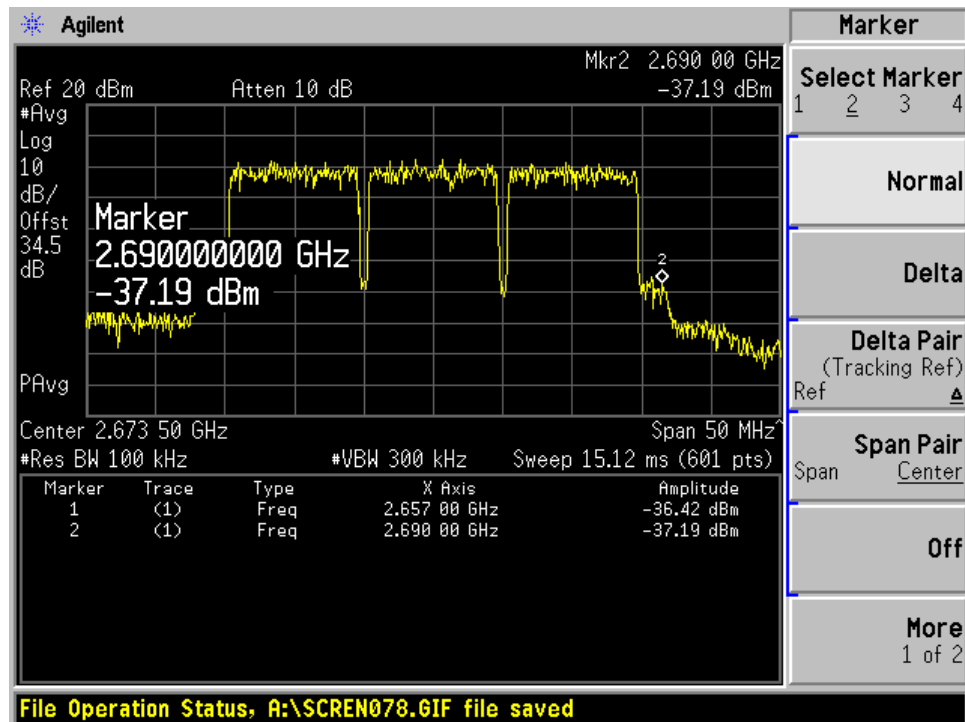 Agilent
Marker
Mkr2 2.690 00 GHz
Ref 20 dBm Atten 10 dB -37.19 dBm
#Avg
Log
10
dB/
Offst
34.5
dB
PAvg
Marker
2.690000000 GHz
-37.19 dBm
2
Center 2.673 50 GHz Span 50 MHz^
#Res BW 100 kHz #VBW 300 kHz Sweep 15.12 ms (601 pts)
Marker Trace Type X Axis Amplitude
1 (1) Freq 2.657 00 GHz -36.42 dBm
2 (1) Freq 2.690 00 GHz -37.19 dBm
Select Marker
1 2 3 4
Normal
Delta
Delta Pair
(Tracking Ref)
Ref Δ
Span Pair
Span Center
Off
More
1 of 2
File Operation Status, A:\SCREN078.GIF file saved